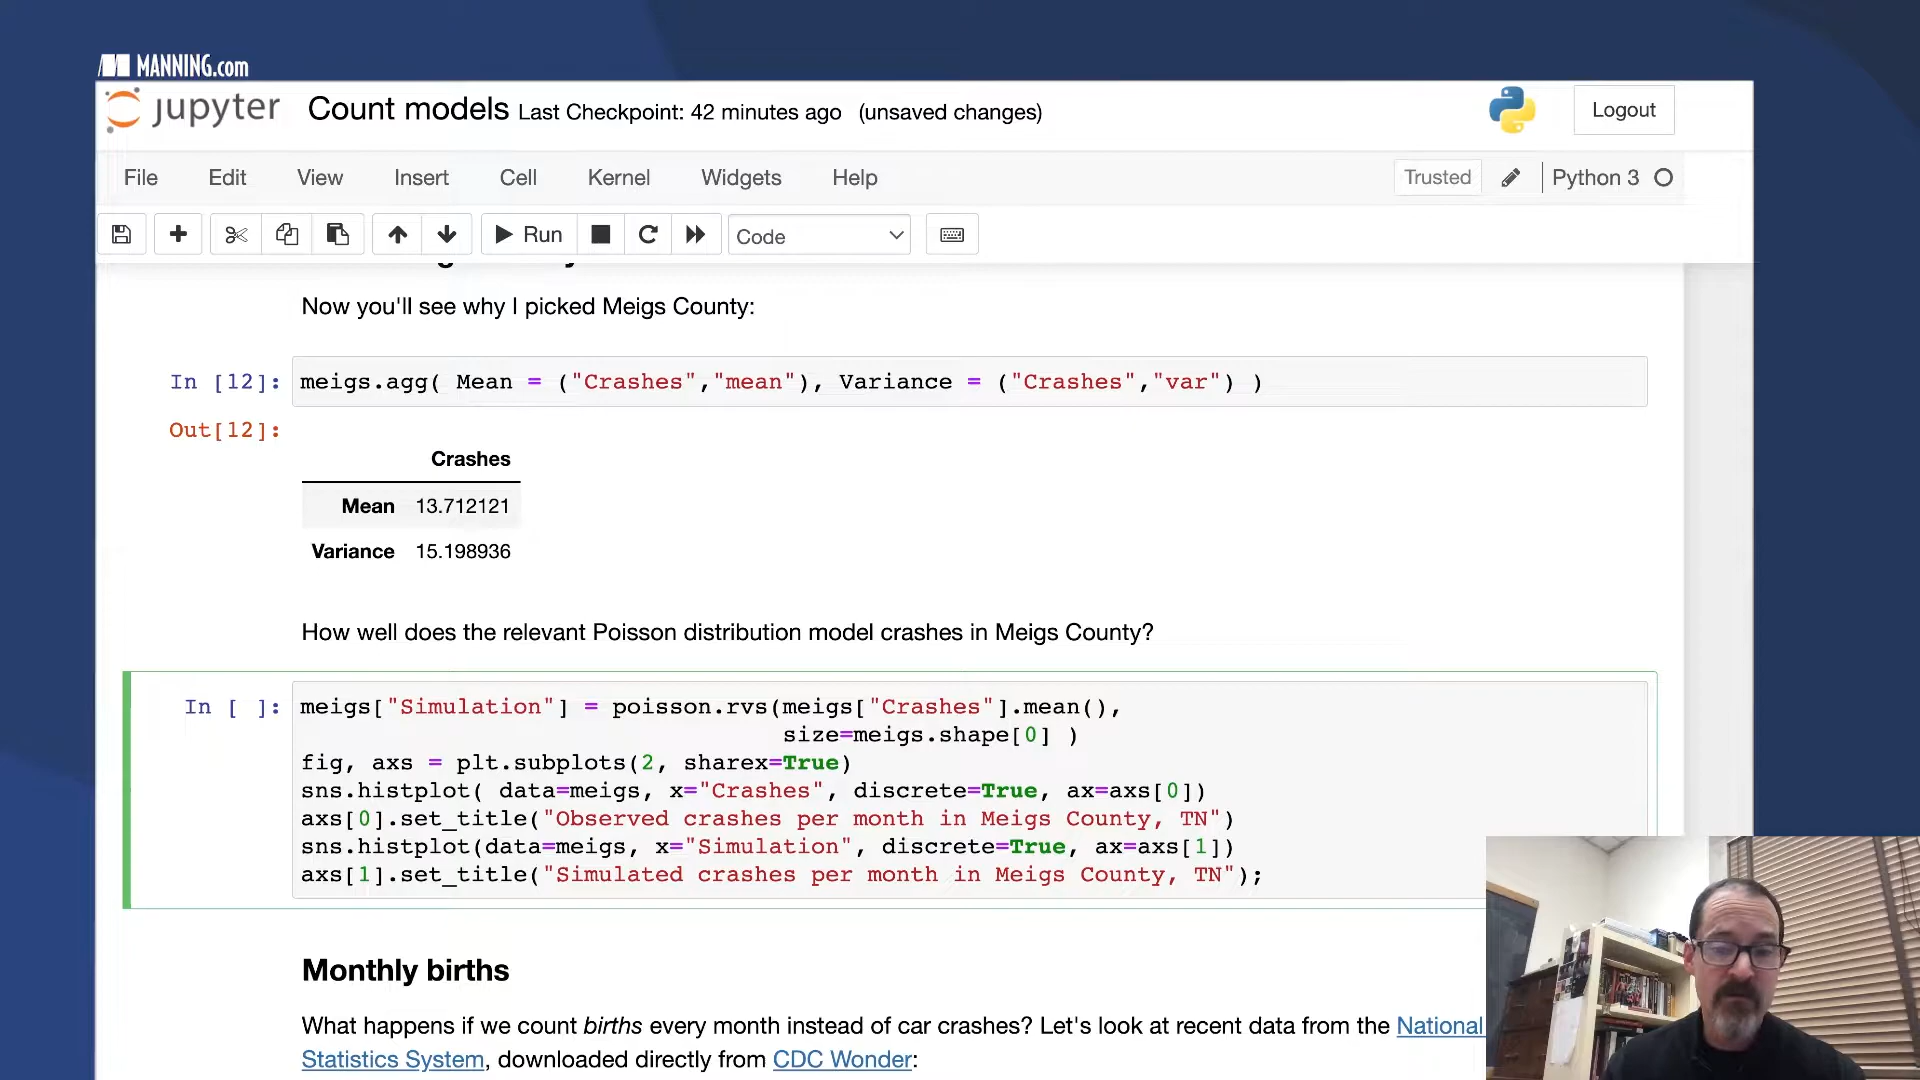 MANNING.com
jupyter Count models Last Checkpoint: 42 minutes ago (unsaved changes) Logout
File Edit View Insert Cell Kernel Widgets Help Trusted Python 3
Run Code
Now you'll see why I picked Meigs County:
In [12]: meigs.agg( Mean = ("Crashes","mean"), Variance = ("Crashes","var") )
Out[12]:
Crashes
Mean 13.712121
Variance 15.198936
How well does the relevant Poisson distribution model crashes in Meigs County?
In [ ]: meigs["Simulation"] = poisson.rvs(meigs["Crashes"].mean(),
size=meigs.shape[0] )
fig, axs = plt.subplots(2, sharex=True)
sns.histplot( data=meigs, x="Crashes", discrete=True, ax=axs[0])
axs[0].set_title("Observed crashes per month in Meigs County, TN")
sns.histplot(data=meigs, x="Simulation", discrete=True, ax=axs[1])
axs[1].set_title("Simulated crashes per month in Meigs County, TN");
Monthly births
What happens if we count births every month instead of car crashes? Let's look at recent data from the National
Statistics System, downloaded directly from CDC Wonder: